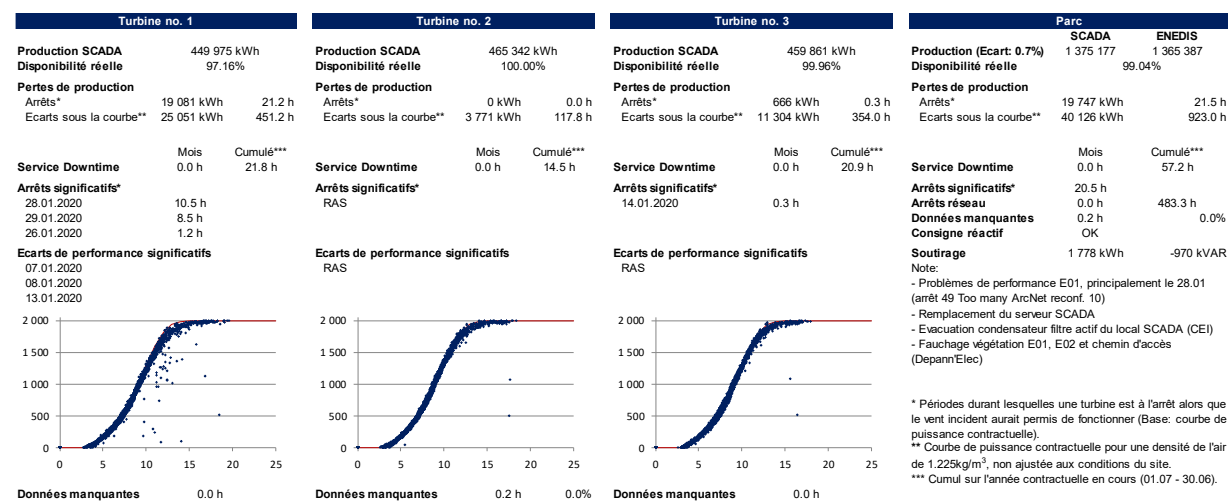 Turbine no. 1
Production SCADA 449 975 kWh
Disponibilité réelle 97.16%
Pertes de production
Arrêts* 19 081 kWh 21.2 h
Ecarts sous la courbe** 25 051 kWh 451.2 h
Mois Cumulé***
Service Downtime 0.0 h 21.8 h
Arrêts significatifs*
28.01.2020 10.5 h
29.01.2020 8.5 h
26.01.2020 1.2 h
Ecarts de performance significatifs
07.01.2020
08.01.2020
13.01.2020
2 000
1 500
1 000
500
0
0 5 10 15 20 25
Données manquantes 0.0 h
Turbine no. 2
Production SCADA 465 342 kWh
Disponibilité réelle 100.00%
Pertes de production
Arrêts* 0 kWh 0.0 h
Ecarts sous la courbe** 3 771 kWh 117.8 h
Mois Cumulé***
Service Downtime 0.0 h 14.5 h
Arrêts significatifs*
RAS
Ecarts de performance significatifs
RAS
2 000
1 500
1 000
500
0
0 5 10 15 20 25
Données manquantes 0.2 h 0.0%
Turbine no. 3
Production SCADA 459 861 kWh
Disponibilité réelle 99.96%
Pertes de production
Arrêts* 666 kWh 0.3 h
Ecarts sous la courbe** 11 304 kWh 354.0 h
Mois Cumulé***
Service Downtime 0.0 h 20.9 h
Arrêts significatifs*
14.01.2020 0.3 h
Ecarts de performance significatifs
RAS
2 000
1 500
1 000
500
0
0 5 10 15 20 25
Données manquantes 0.0 h
Parc
SCADA ENEDIS
Production (Ecart: 0.7%) 1 375 177 1 365 387
Disponibilité réelle 99.04%
Pertes de production
Arrêts* 19 747 kWh 21.5 h
Ecarts sous la courbe** 40 126 kWh 923.0 h
Mois Cumulé***
Service Downtime 0.0 h 57.2 h
Arrêts significatifs* 20.5 h
Arrêts réseau 0.0 h 483.3 h
Données manquantes 0.2 h 0.0%
Consigne réactif OK
Soutirage 1 778 kWh -970 kVAR
Note:
- Problèmes de performance E01, principalement le 28.01
(arrêt 49 Too many ArcNet reconf. 10)
- Remplacement du serveur SCADA
- Evacuation condensateur filtre actif du local SCADA (CEI)
- Fauchage végétation E01, E02 et chemin d'accès
(Depann'Elec)
* Périodes durant lesquelles une turbine est à l'arrêt alors que
le vent incident aurait permis de fonctionner (Base: courbe de
puissance contractuelle).
** Courbe de puissance contractuelle pour une densité de l'air
de 1.225kg/m³, non ajustée aux conditions du site.
*** Cumul sur l'année contractuelle en cours (01.07 - 30.06).